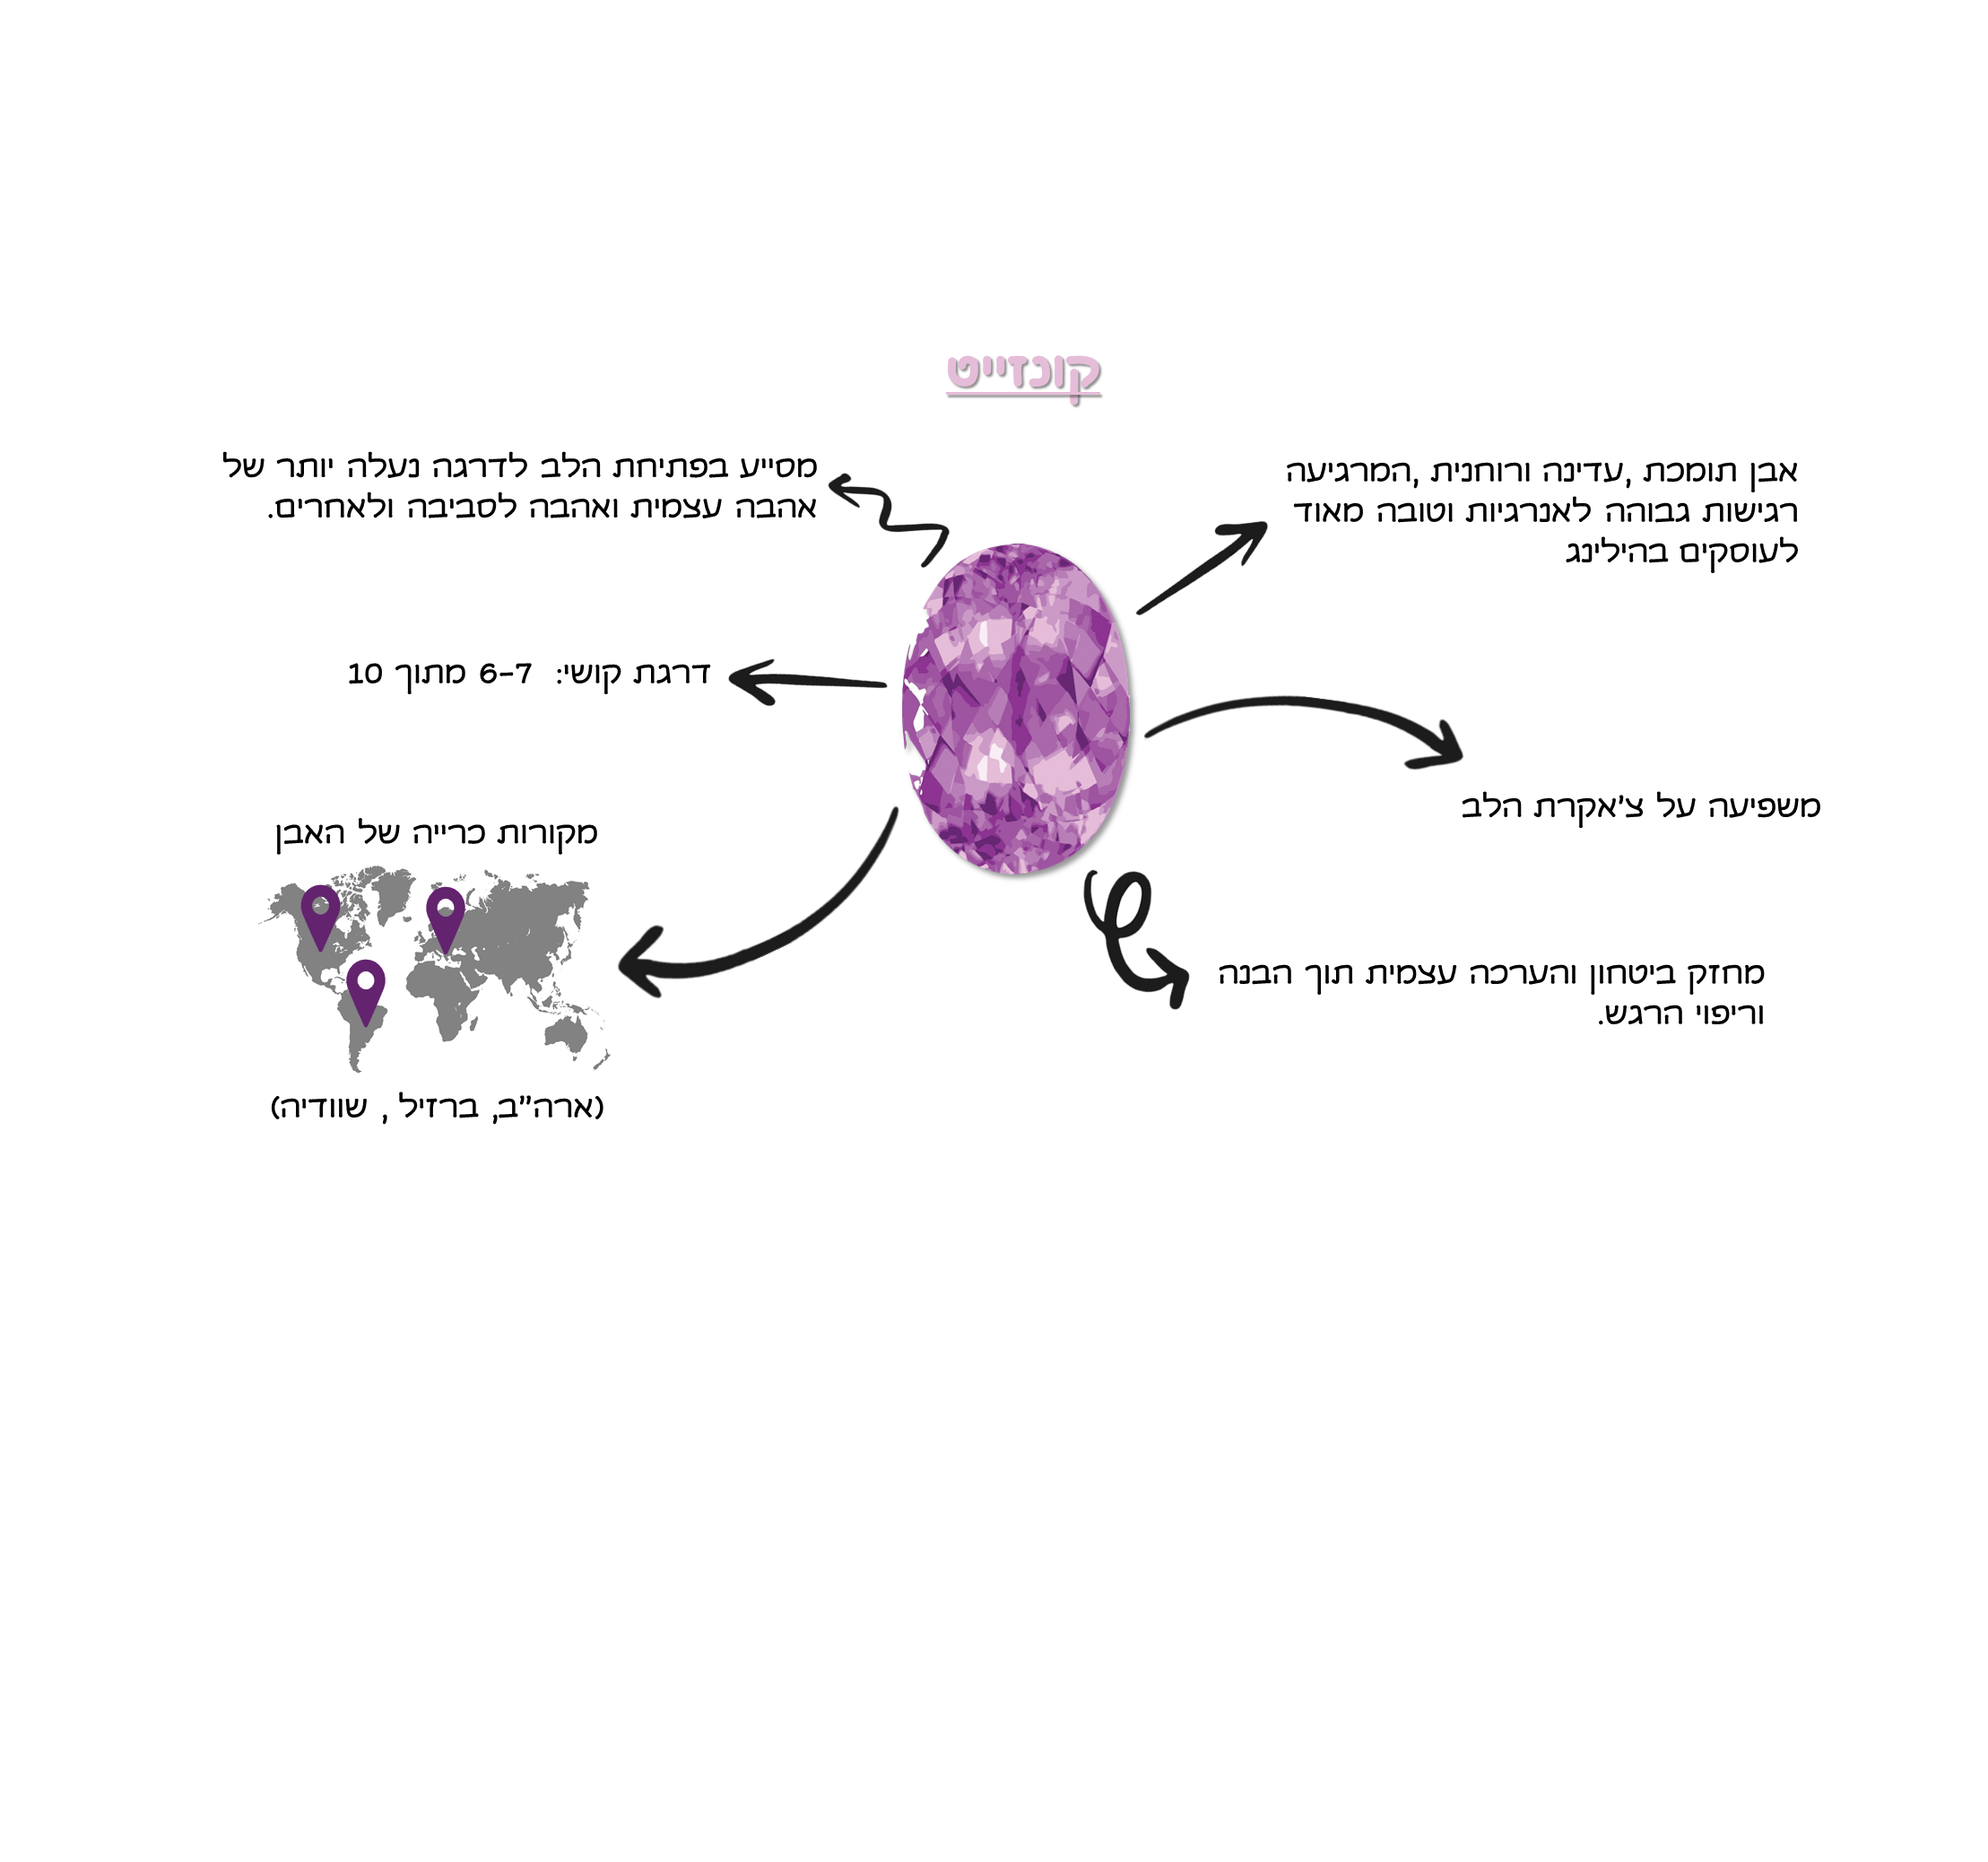 קונזייט
אבן תומכת ,עדינה ורוחנית ,המרגיעה
רגישות גבוהה לאנרגיות וטובה מאוד
לעוסקים בהילינג
מסייע בפתיחת הלב לדרגה נעלה יותר של
אהבה עצמית ואהבה לסביבה ולאחרים.
דרגת קושי: 6-7 מתוך 10
משפיעה על צ'אקרת הלב
מקורות כרייה של האבן
(ארה"ב, ברזיל , שוודיה)
מחזק ביטחון והערכה עצמית תוך הבנה
וריפוי הרגש.